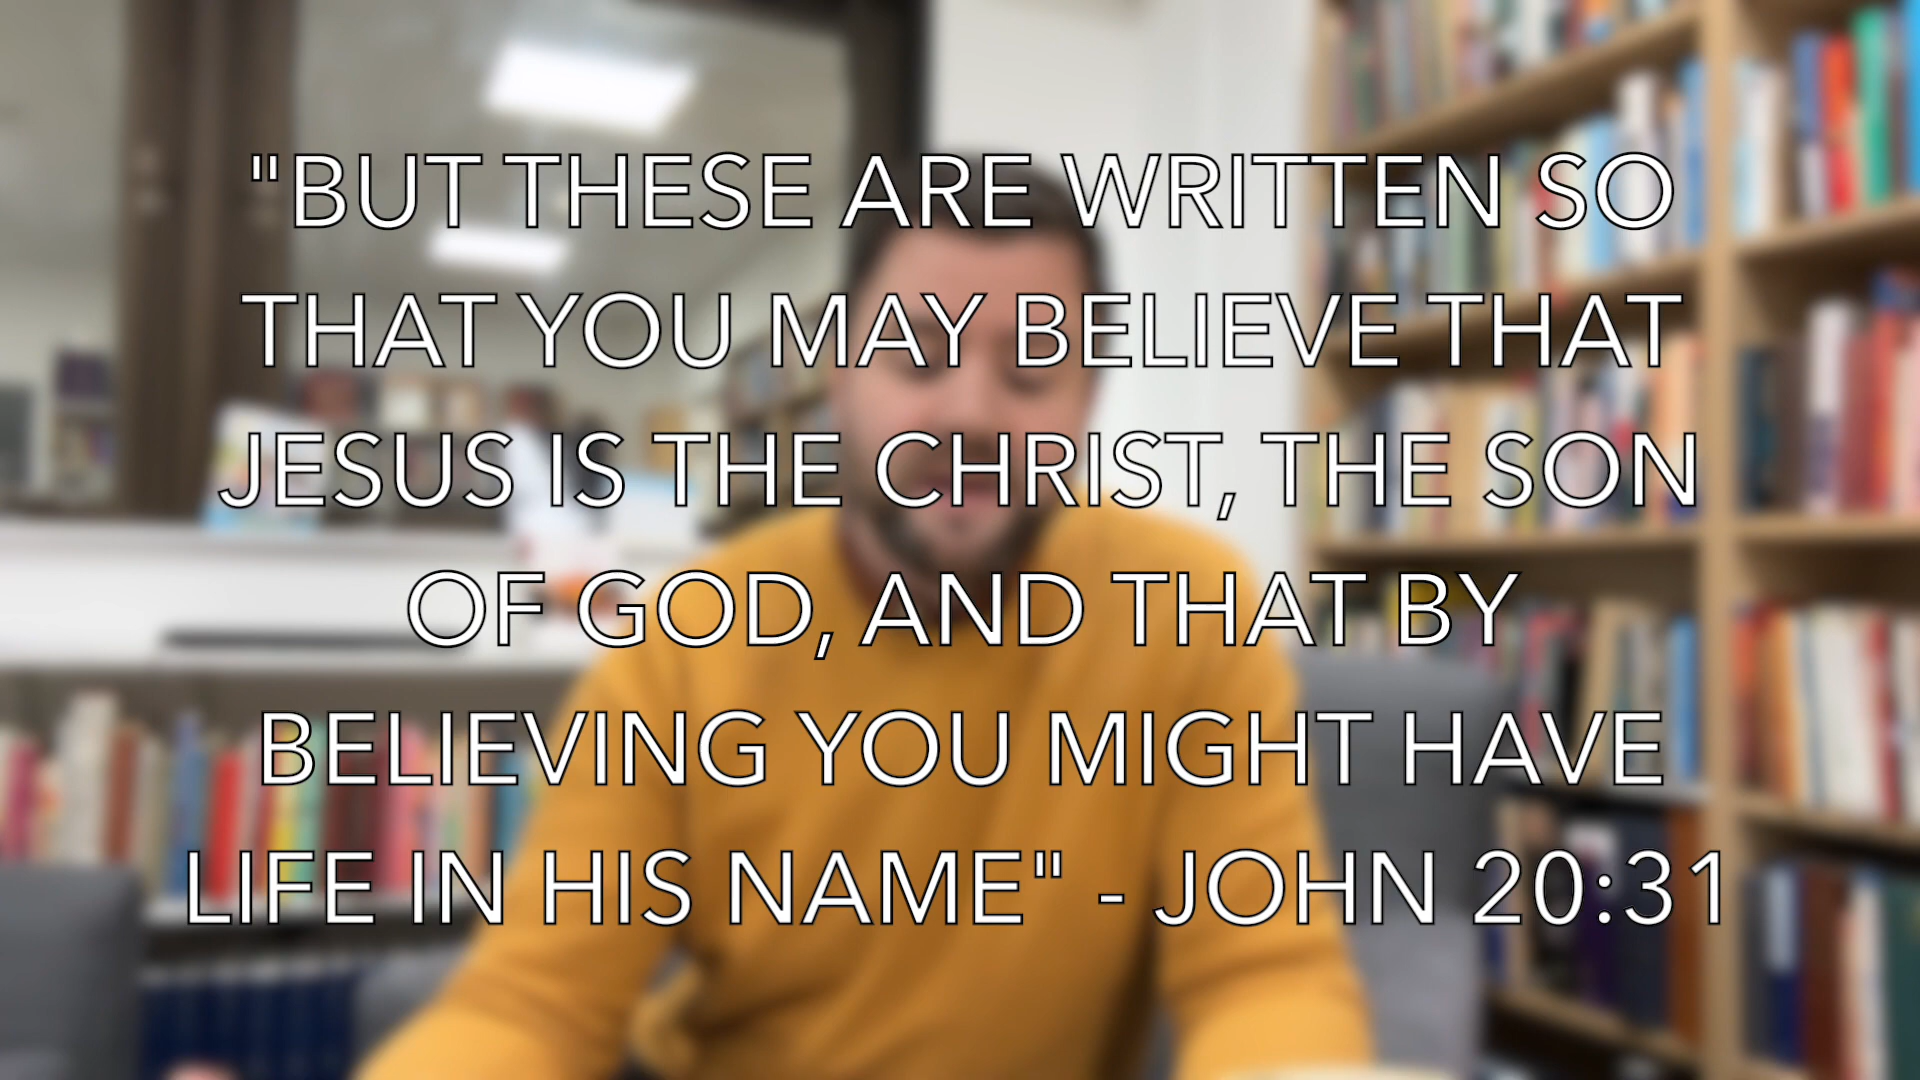 "BUT THESE ARE WRITTEN SO
THAT YOU MAY BELIEVE THAT
JESUS IS THE CHRIST, THE SON
OF GOD, AND THAT BY
BELIEVING YOU MIGHT HAVE
LIFE IN HIS NAME" - JOHN 20:31